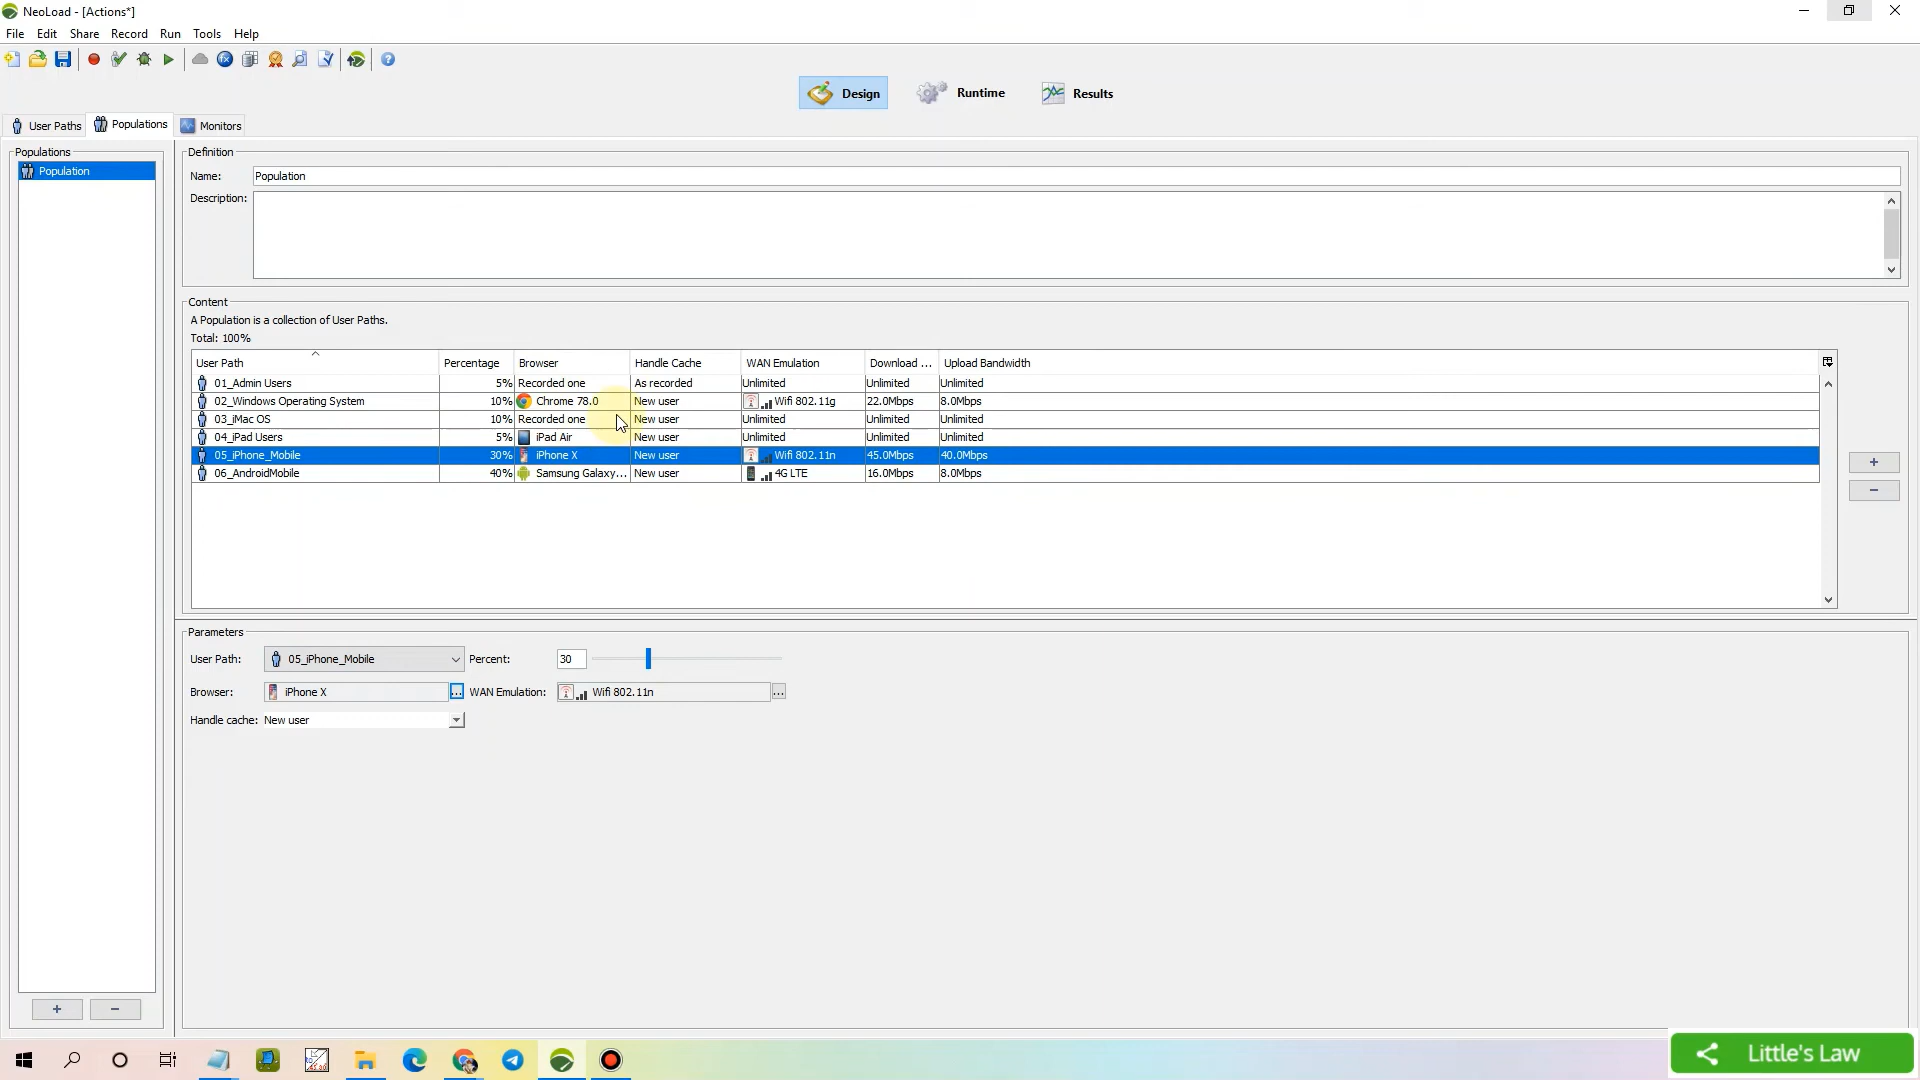 NeoLoad - [Actions*]
File Edit Share Record Run Tools Help
Design Runtime Results
User Paths Populations Monitors
Populations
Population
Definition
Name: Population
Description:
Content
A Population is a collection of User Paths.
Total: 100%
User Path Percentage Browser Handle Cache WAN Emulation Download ... Upload Bandwidth
01_Admin Users 5% Recorded one As recorded Unlimited Unlimited Unlimited
02_Windows Operating System 10% Chrome 78.0 New user Wifi 802.11g 22.0Mbps 8.0Mbps
03_iMac OS 10% Recorded one New user Unlimited Unlimited Unlimited
04_iPad Users 5% iPad Air New user Unlimited Unlimited Unlimited
05_iPhone_Mobile 30% iPhone X New user Wifi 802.11n 45.0Mbps 40.0Mbps
06_AndroidMobile 40% Samsung Galaxy... New user 4G LTE 16.0Mbps 8.0Mbps
+
−
Parameters
User Path: 05_iPhone_Mobile Percent: 30
Browser: iPhone X ... WAN Emulation: Wifi 802.11n ...
Handle cache: New user
+ −
Little's Law